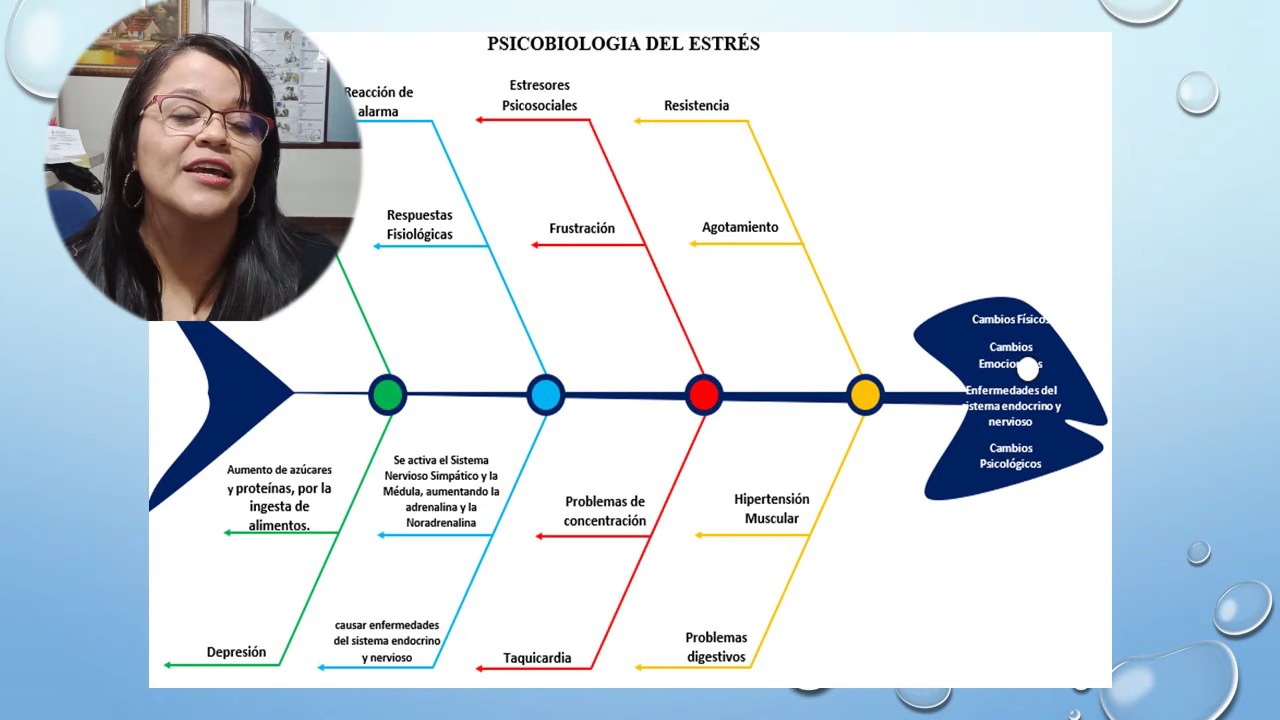 PSICOBIOLOGIA DEL ESTRÉS
Reacción de
alarma
Estresores
Psicosociales
Resistencia
Respuestas
Fisiológicas
Frustración
Agotamiento
Cambios Físicos
Cambios
Emocionales
Enfermedades del
sistema endocrino y
nervioso
Cambios
Psicológicos
Aumento de azúcares
y proteínas, por la
ingesta de
alimentos.
Se activa el Sistema
Nervioso Simpático y la
Médula, aumentando la
adrenalina y la
Noradrenalina
Problemas de
concentración
Hipertensión
Muscular
Depresión
causar enfermedades
del sistema endocrino
y nervioso
Taquicardia
Problemas
digestivos